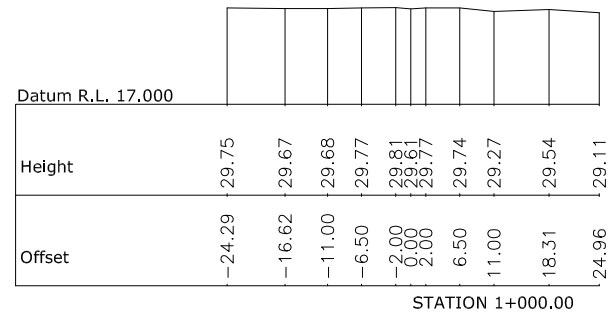 Datum R.L. 17.000
Height 29.75 29.67 29.68 29.77 29.81 29.61 29.77 29.74 29.27 29.54 29.11
Offset -24.29 -16.62 -11.00 -6.50 -2.00 0.00 2.00 6.50 11.00 18.31 24.96
STATION 1+000.00